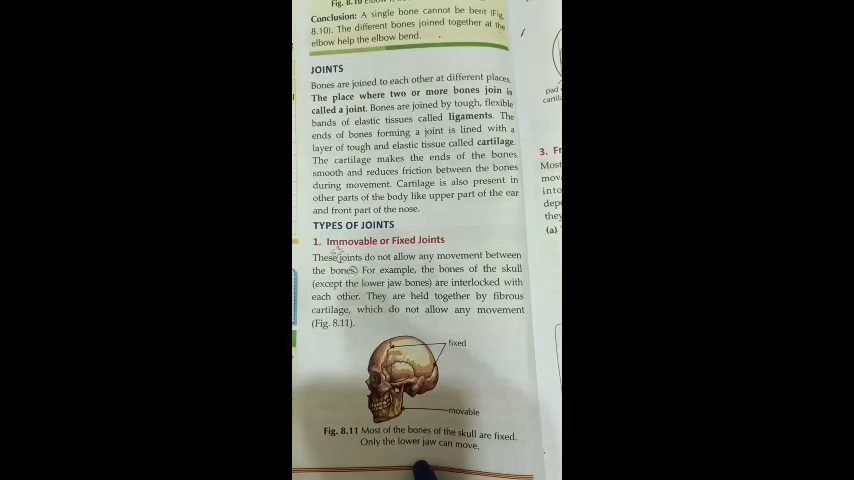 Fig. 8.10
Conclusion: A single bone cannot be bent (Fig.
8.10). The different bones joined together at the
elbow help the elbow bend.
JOINTS
Bones are joined to each other at different places.
The place where two or more bones join is
called a joint. Bones are joined by tough, flexible
bands of elastic tissues called ligaments. The
ends of bones forming a joint is lined with a
layer of tough and elastic tissue called cartilage.
The cartilage makes the ends of the bones
smooth and reduces friction between the bones
during movement. Cartilage is also present in
other parts of the body like upper part of the ear
and front part of the nose.
TYPES OF JOINTS
1. Immovable or Fixed Joints
These joints do not allow any movement between
the bones. For example, the bones of the skull
(except the lower jaw bones) are interlocked with
each other. They are held together by fibrous
cartilage, which do not allow any movement
(Fig. 8.11).
fixed
movable
Fig. 8.11 Most of the bones of the skull are fixed.
Only the lower jaw can move.
pad
3. Fr
Most
mov
into
dep
they
(a)